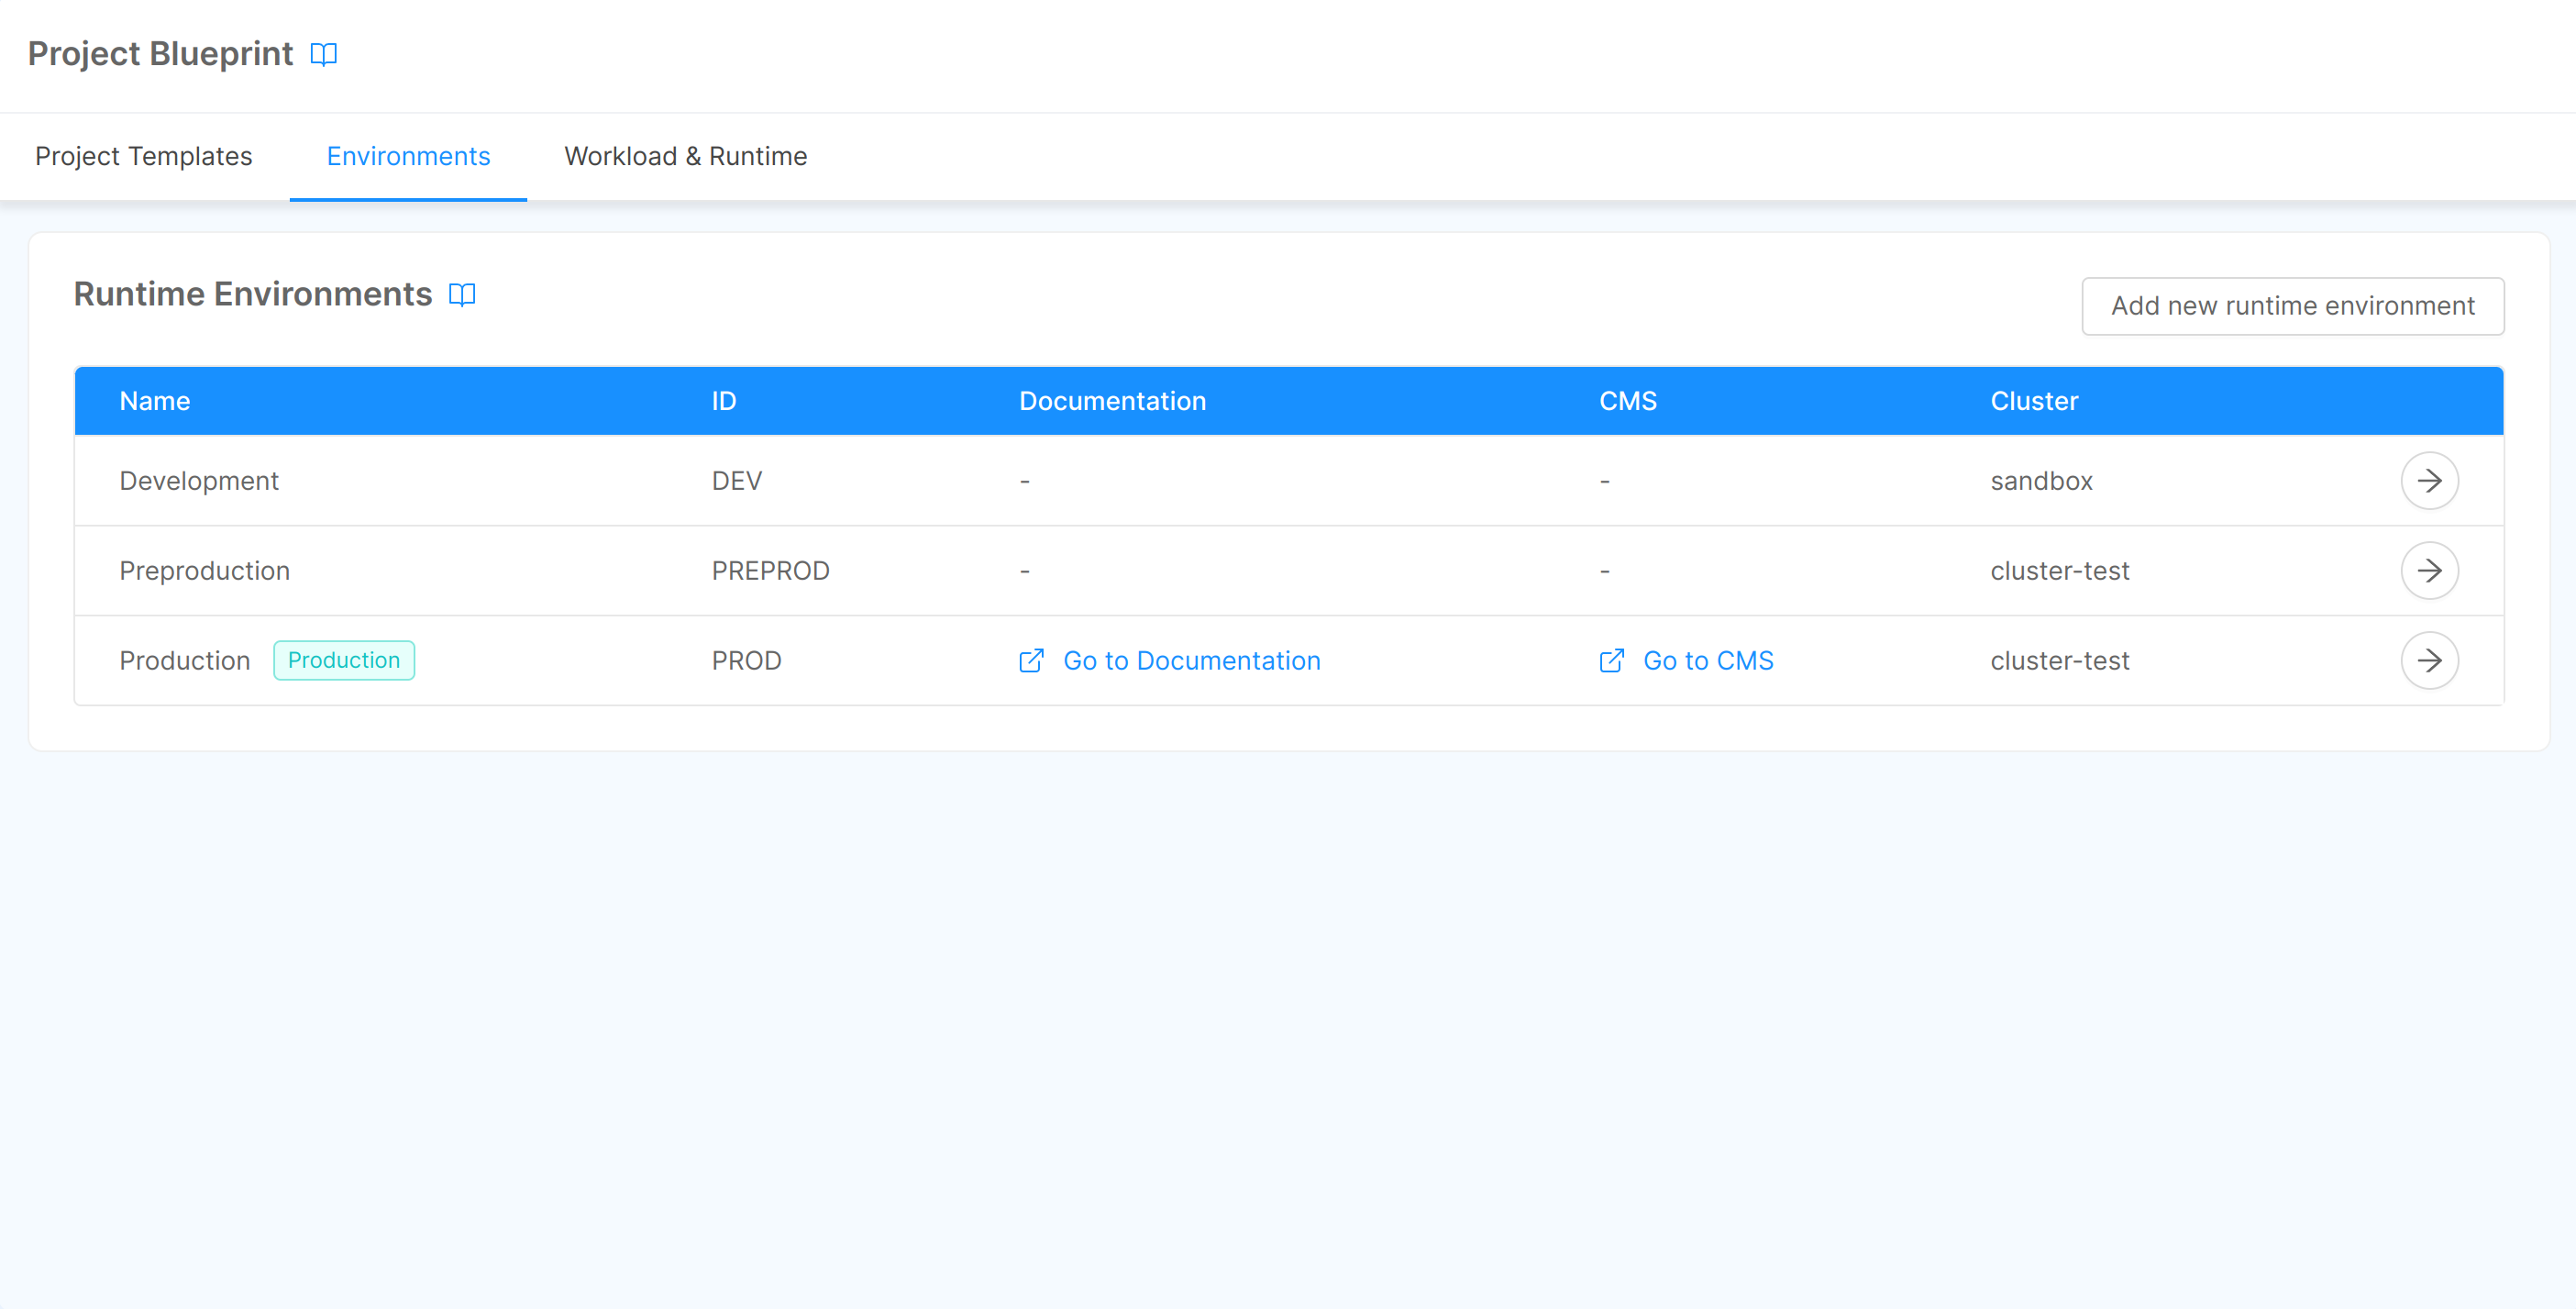 Project Blueprint
Project Templates Environments Workload & Runtime
Runtime Environments
Add new runtime environment
Name ID Documentation CMS Cluster
Development DEV - - sandbox
Preproduction PREPROD - - cluster-test
Production Production PROD Go to Documentation Go to CMS cluster-test